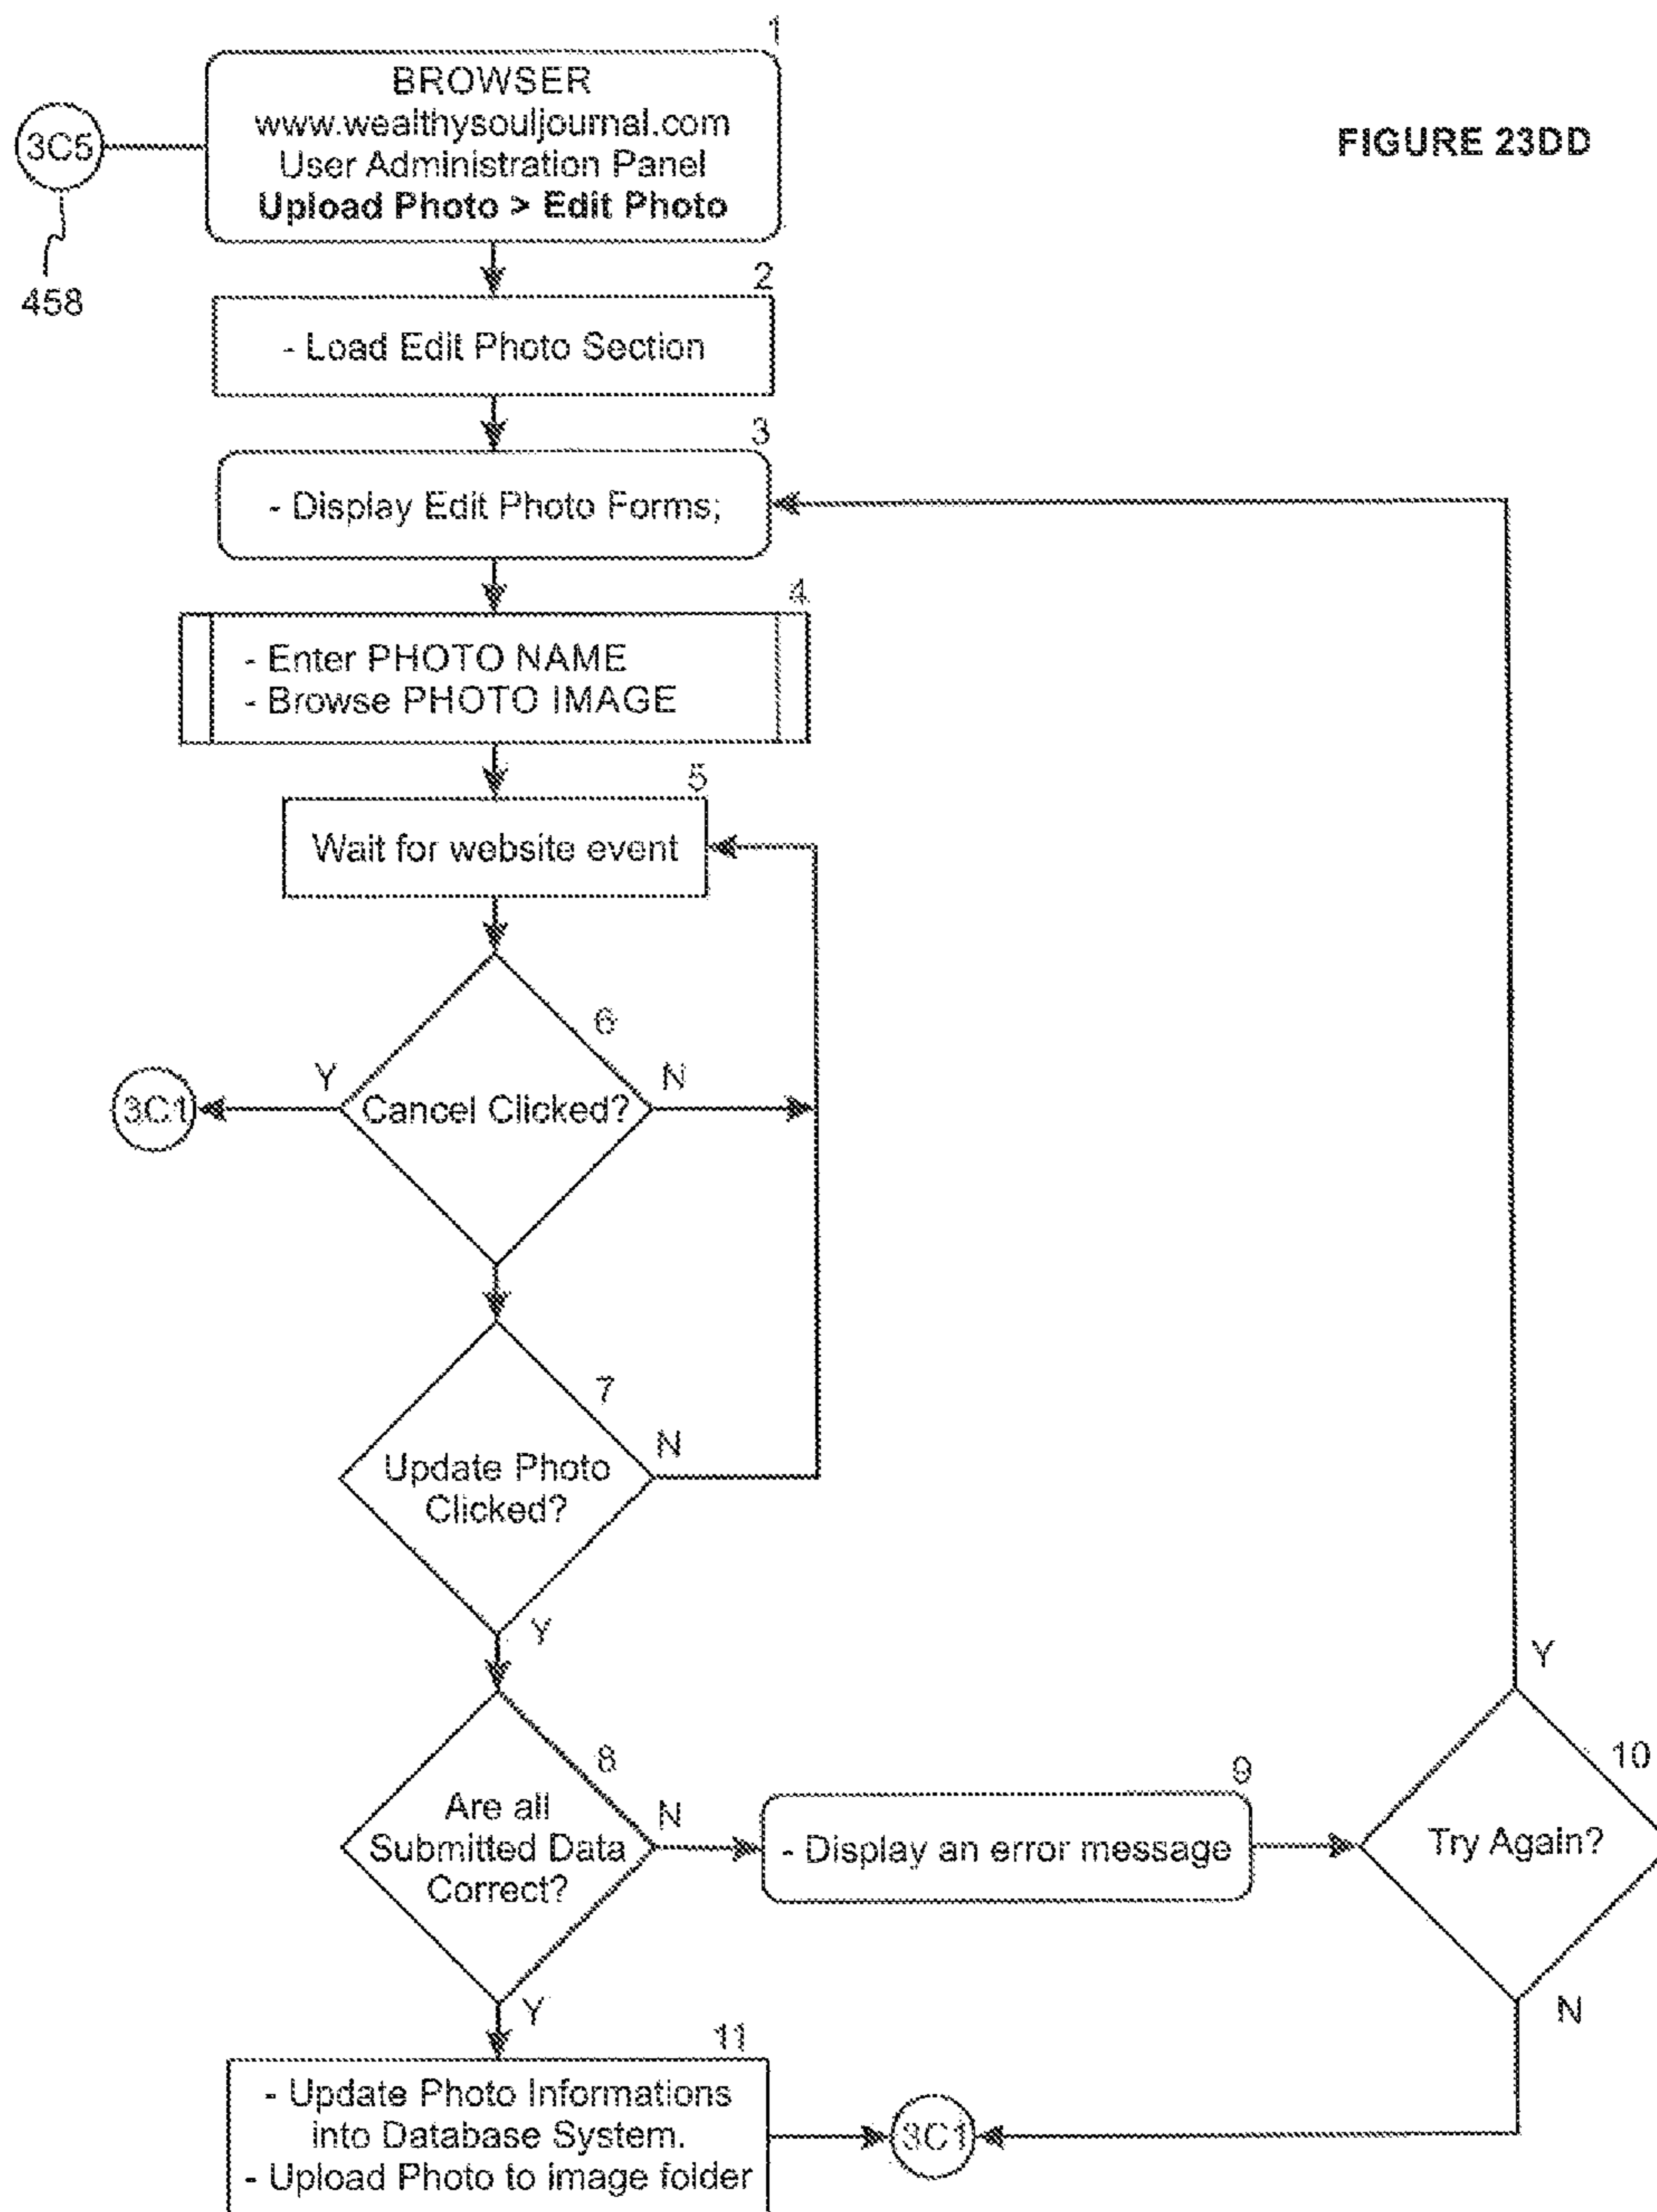 1
BROWSER
www.wealthysouljournal.com
User Administration Panel
Upload Photo > Edit Photo
3C5
458
FIGURE 23DD
2
- Load Edit Photo Section
3
- Display Edit Photo Forms;
4
- Enter PHOTO NAME
- Browse PHOTO IMAGE
5
Wait for website event
6
Y
N
3C1
Cancel Clicked?
7
N
Update Photo
Clicked?
Y
8
N
Are all
Submitted Data
Correct?
Y
9
- Display an error message
Y
10
Try Again?
N
11
- Update Photo Informations
into Database System.
- Upload Photo to image folder
3C1